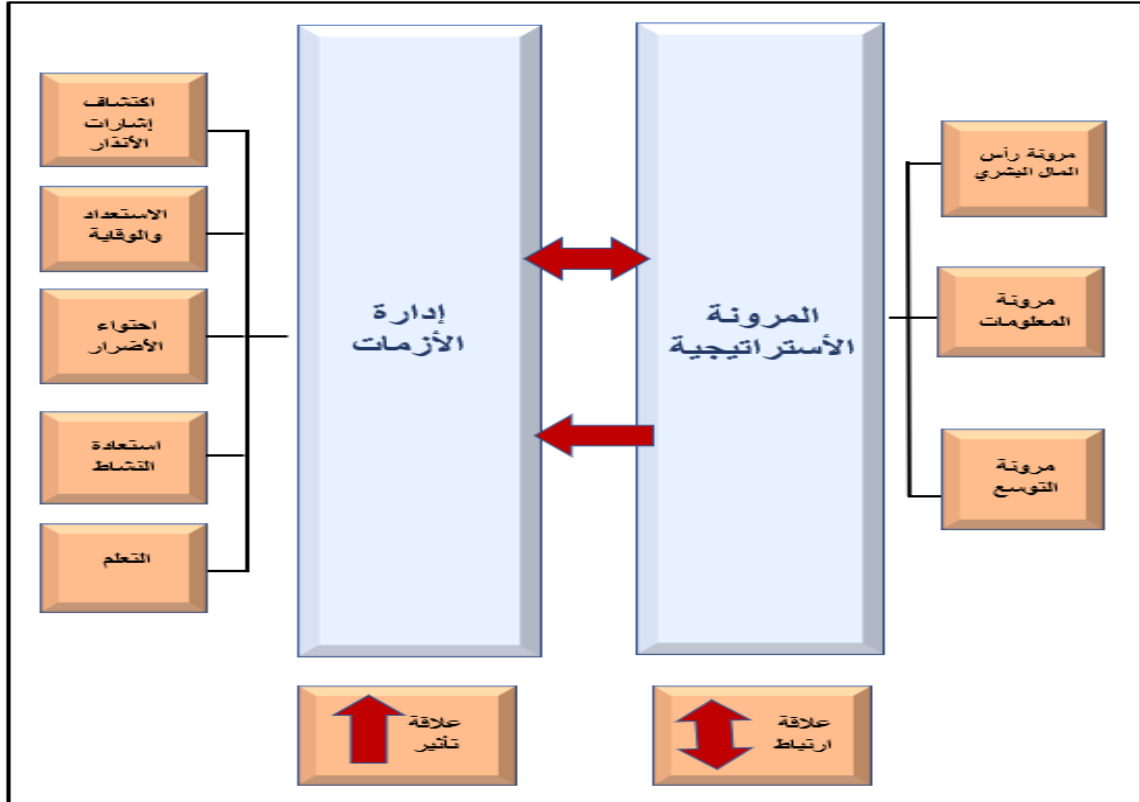 مرونة رأس
المال البشري
مرونة
المعلومات
مرونة
التوسع
المرونة
الأستراتيجية
إدارة
الأزمات
اكتشاف
إشارات
الأنذار
الاستعداد
والوقاية
احتواء
الأضرار
استعادة
النشاط
التعلم
علاقة
ارتباط
علاقة
تأثير